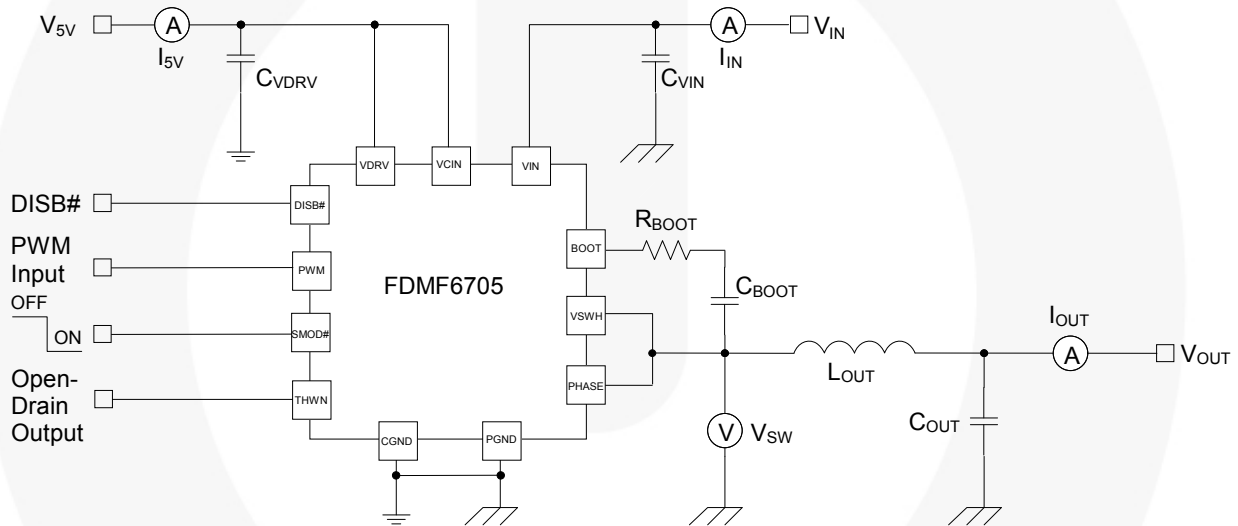 V5V
A
I5V
CVDRV
CVIN
A
IIN
VIN
VDRV
VCIN
VIN
DISB#
DISB#
PWM
Input
PWM
OFF
ON
SMOD#
Open-
Drain
Output
THWN
FDMF6705
BOOT
RBOOT
CBOOT
VSWH
PHASE
CGND
PGND
V
VSW
LOUT
COUT
IOUT
A
VOUT